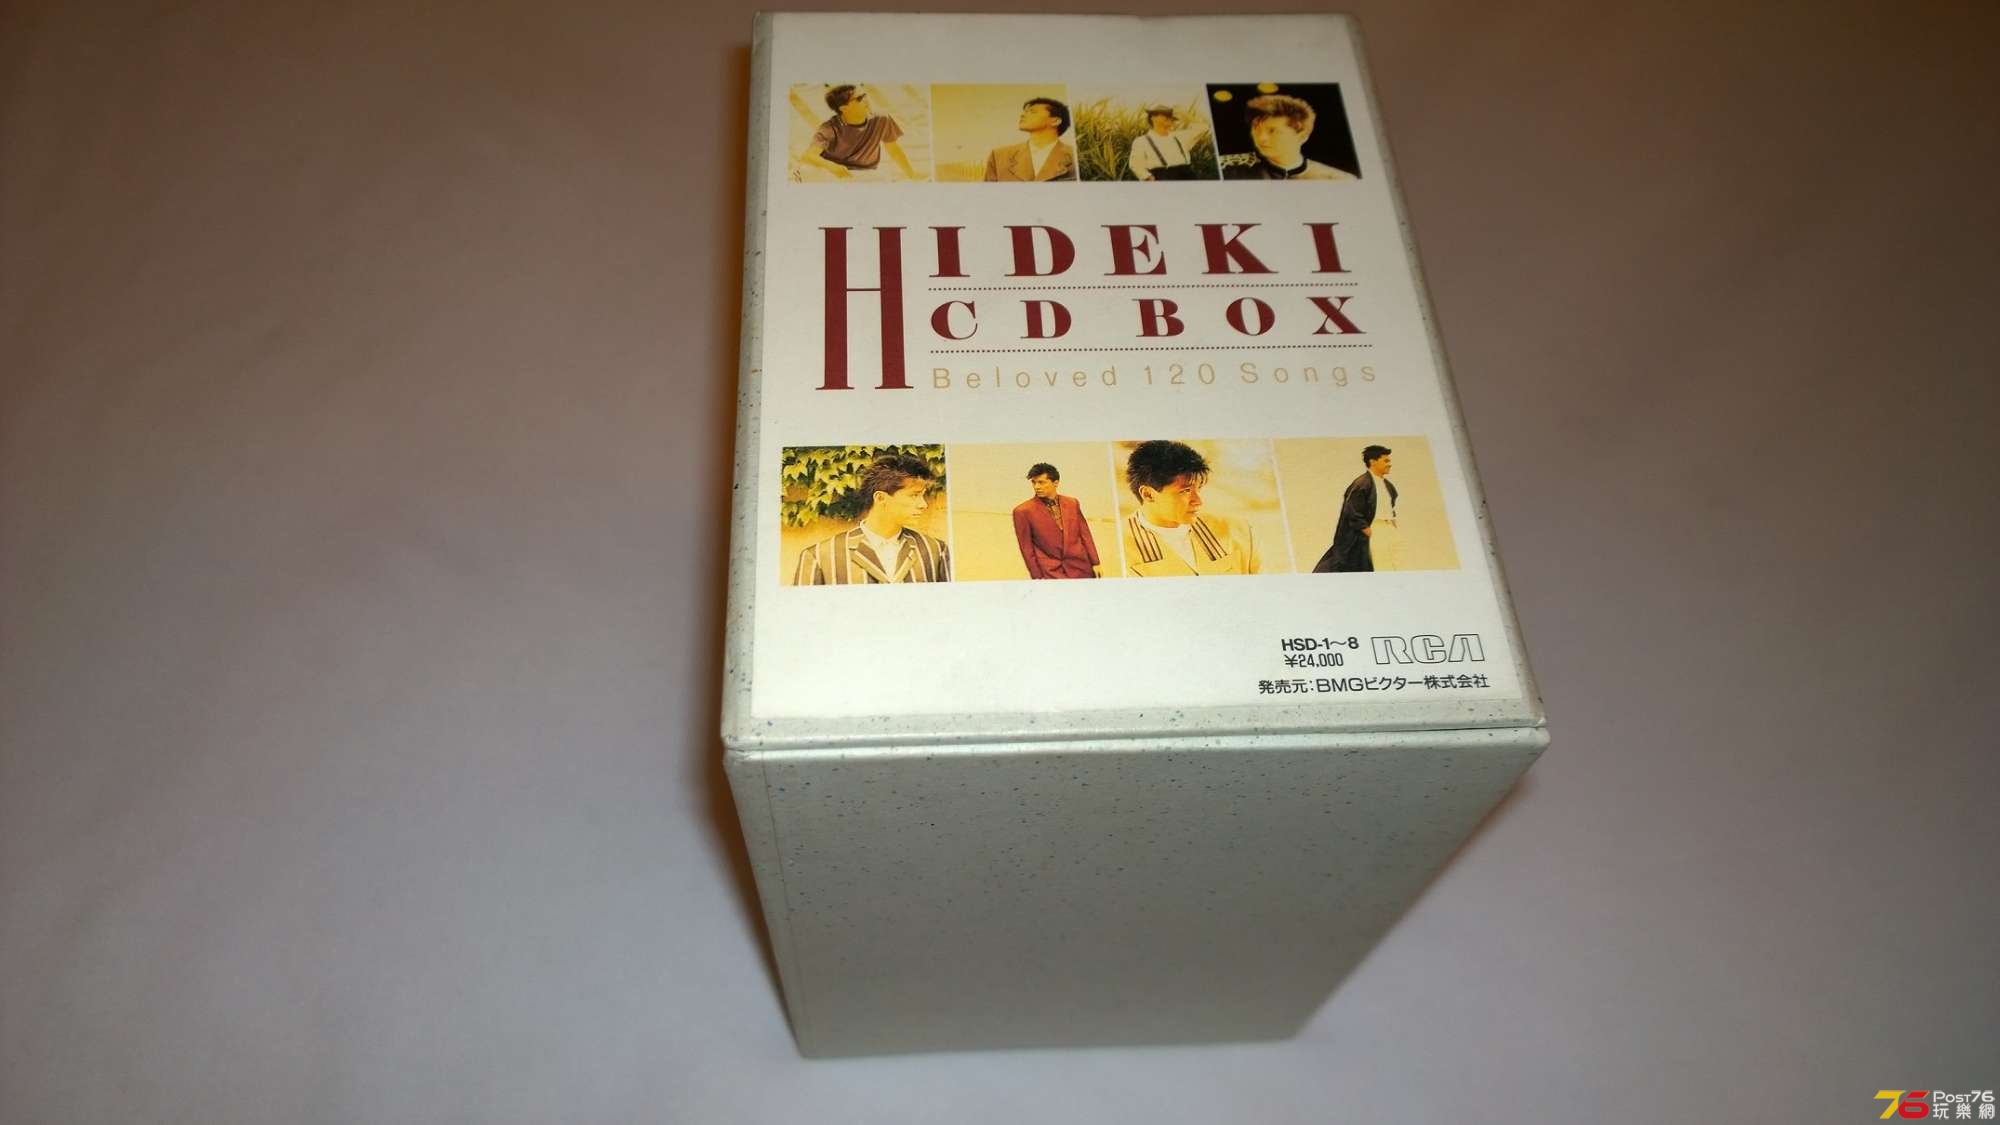 HIDEKI
CD BOX
Beloved 120 Songs
HSD-1～8
¥24,000
RCA
発売元:BMGビクター株式会社
76 Post76
玩樂網